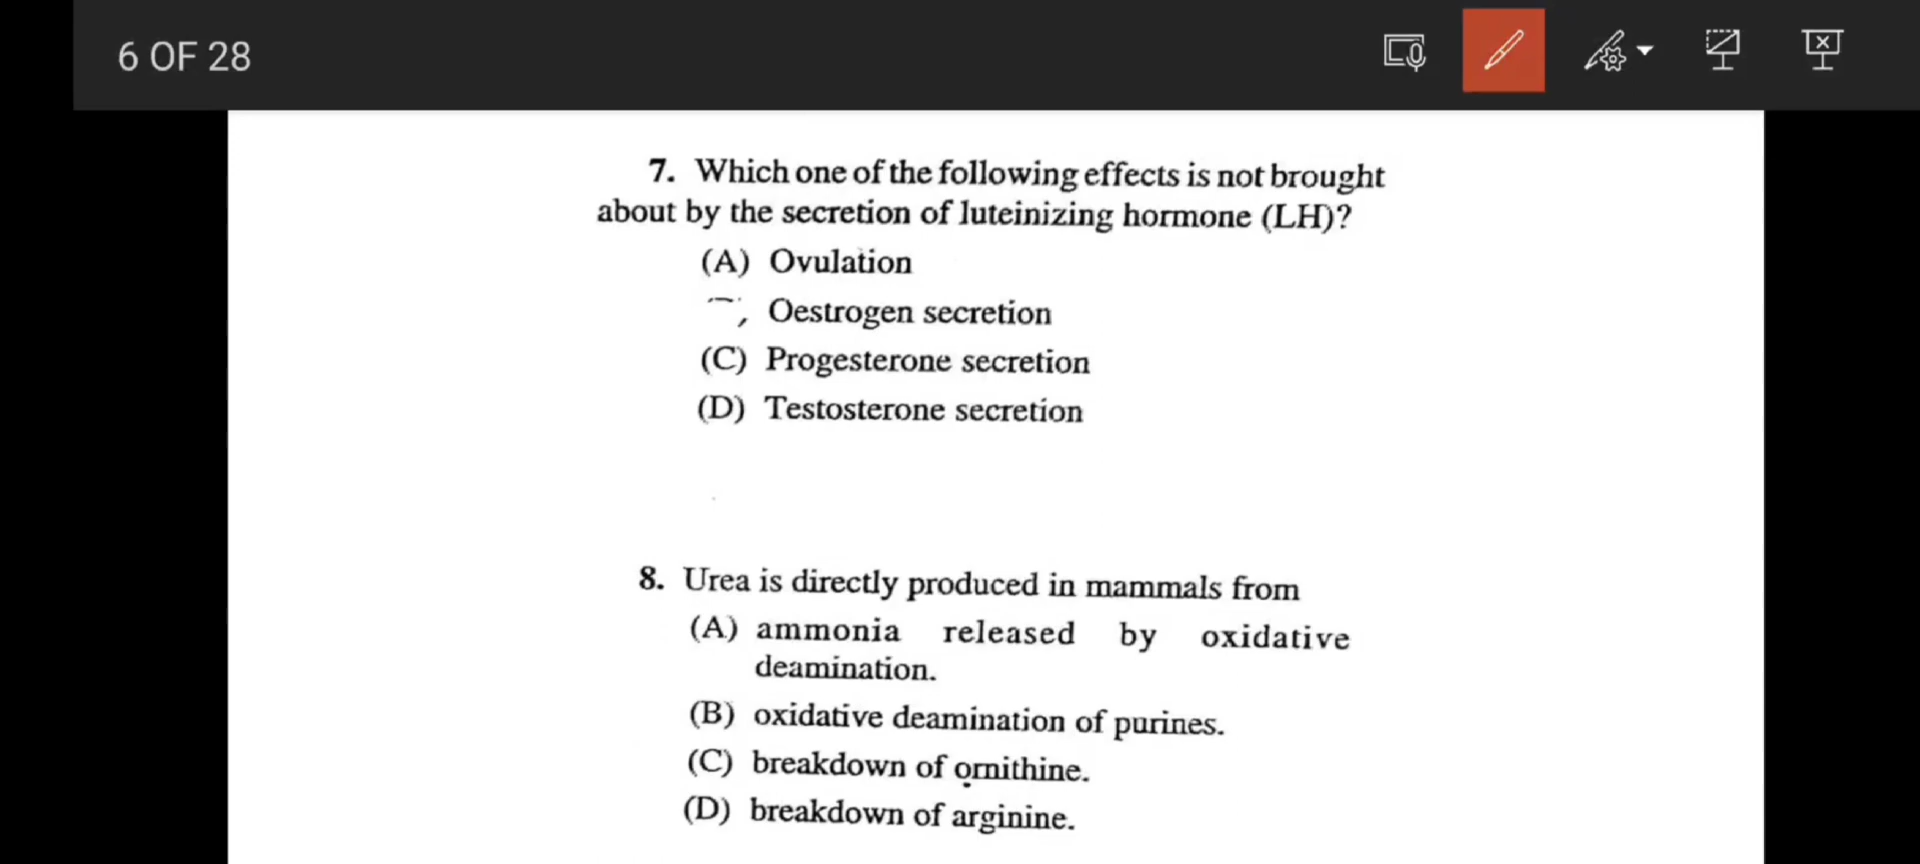 6 OF 28
7. Which one of the following effects is not brought
about by the secretion of luteinizing hormone (LH)?
(A) Ovulation
Oestrogen secretion
(C) Progesterone secretion
(D) Testosterone secretion
8. Urea is directly produced in mammals from
(A) ammonia released by oxidative
deamination.
(B) oxidative deamination of purines.
(C) breakdown of ornithine.
(D) breakdown of arginine.